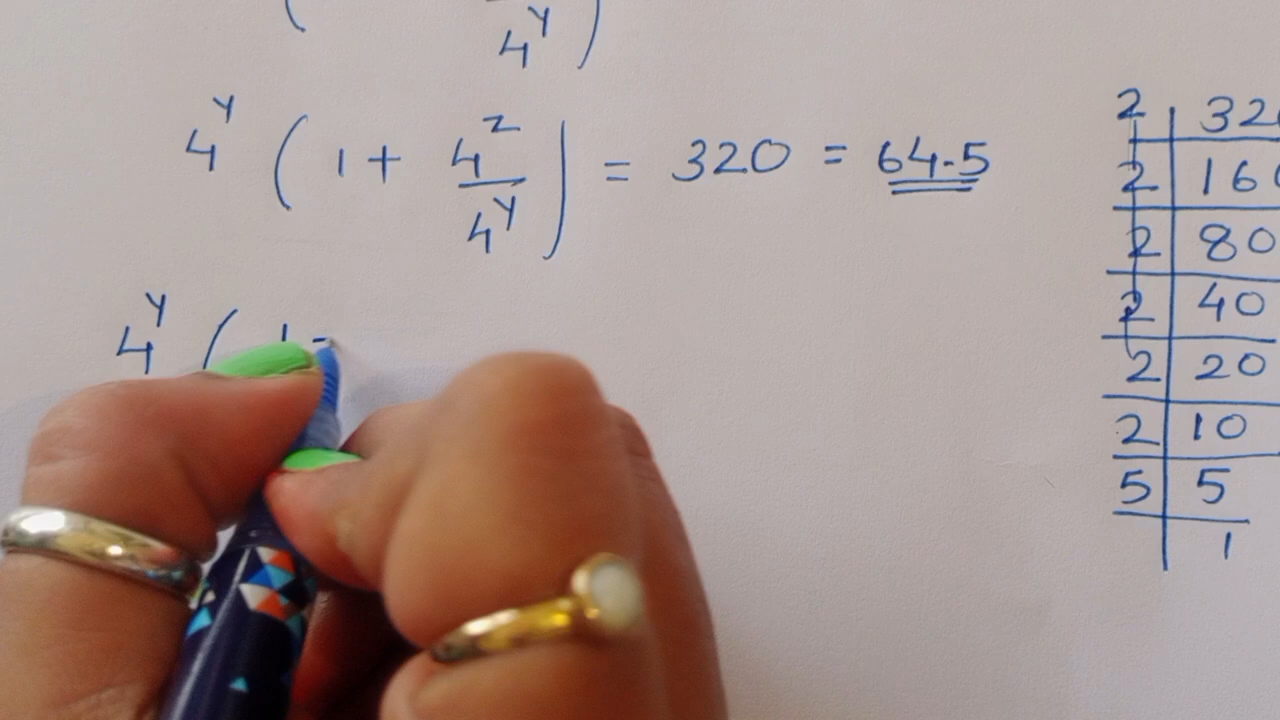 ( 4^y )
4^y ( 1 + 4^z / 4^y ) = 320 = 64.5
4^y ( 1
2 | 32
2 | 160
2 | 80
2 | 40
2 | 20
2 | 10
5 | 5
1